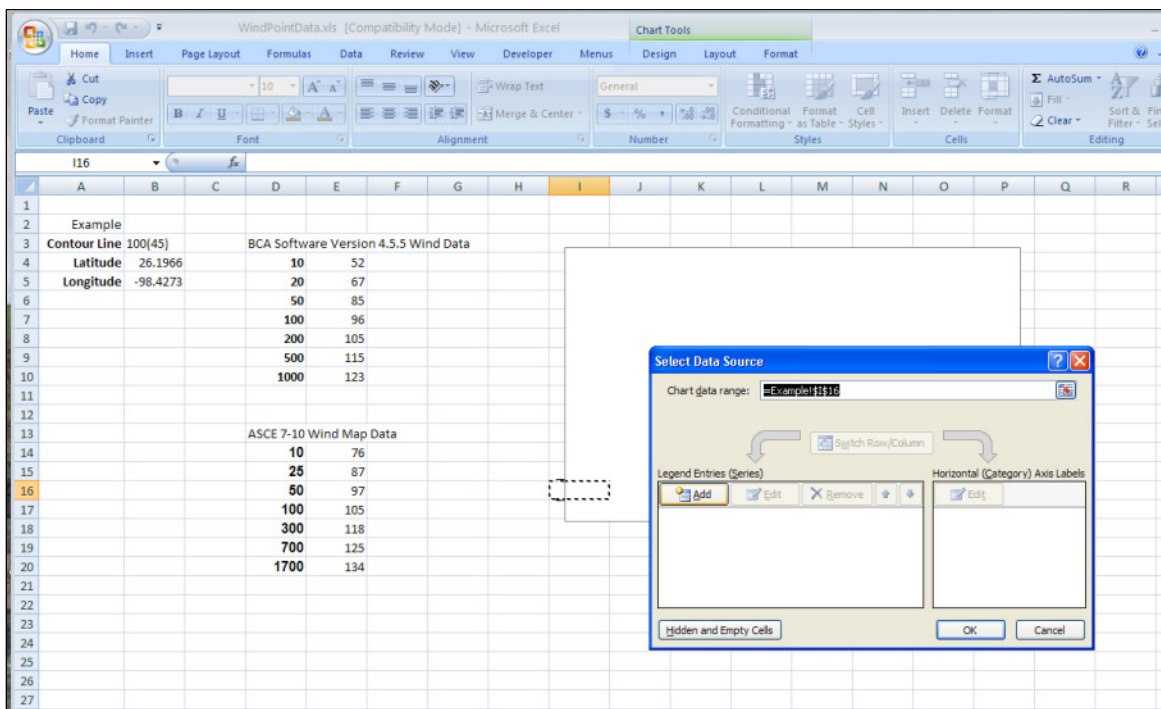 WindPointData.xls [Compatibility Mode] - Microsoft Excel Chart Tools
Home Insert Page Layout Formulas Data Review View Developer Menus Design Layout Format
Cut
Copy
Format Painter
Paste
10 A A
B I U A
Wrap Text
Merge & Center
General
$ % ,
Conditional Formatting Format as Table Cell Styles
Insert Delete Format
Σ AutoSum
Fill
Clear
Sort & Filter
Clipboard Font Alignment Number Styles Cells Editing
I16 fx
A B C D E F G H I J K L M N O P Q R
1
2 Example
3 Contour Line 100(45) BCA Software Version 4.5.5 Wind Data
4 Latitude 26.1966 10 52
5 Longitude -98.4273 20 67
6 50 85
7 100 96
8 200 105
9 500 115
10 1000 123
11
12
13 ASCE 7-10 Wind Map Data
14 10 76
15 25 87
16 50 97
17 100 105
18 300 118
19 700 125
20 1700 134
21
22
23
24
25
26
27
Select Data Source
Chart data range: =Example!$I$16
Switch Row/Column
Legend Entries (Series)
Add Edit Remove
Horizontal (Category) Axis Labels
Edit
Hidden and Empty Cells
OK Cancel